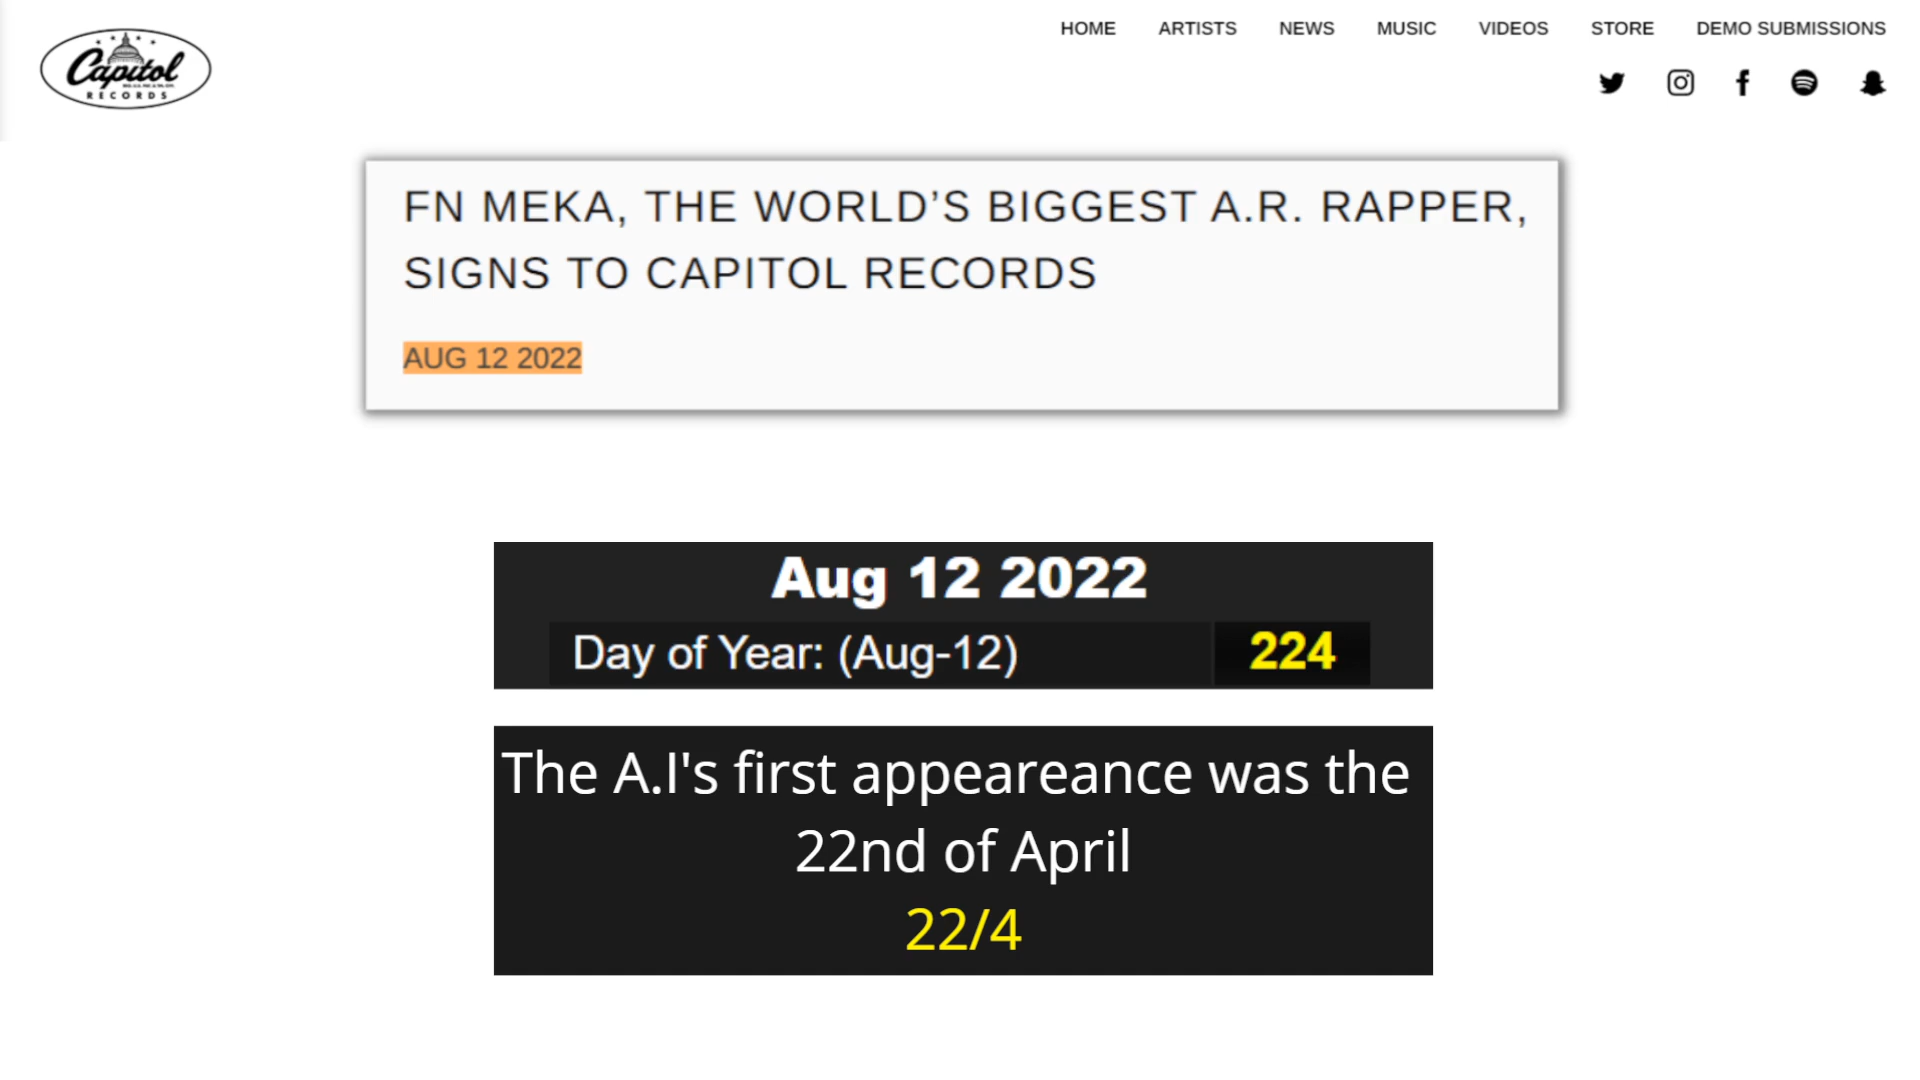 Capitol
RECORDS
HOME ARTISTS NEWS MUSIC VIDEOS STORE DEMO SUBMISSIONS
FN MEKA, THE WORLD’S BIGGEST A.R. RAPPER,
SIGNS TO CAPITOL RECORDS
AUG 12 2022
Aug 12 2022
Day of Year: (Aug-12) 224
The A.I's first appeareance was the
22nd of April
22/4